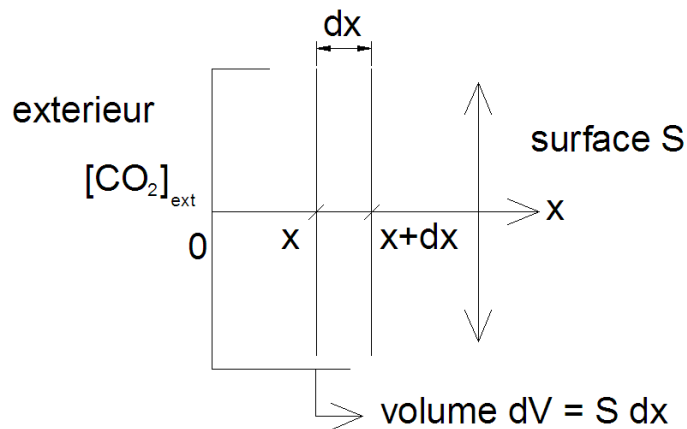 dx
exterieur
surface S
[CO₂]ext
x
0
x
x+dx
volume dV = S dx